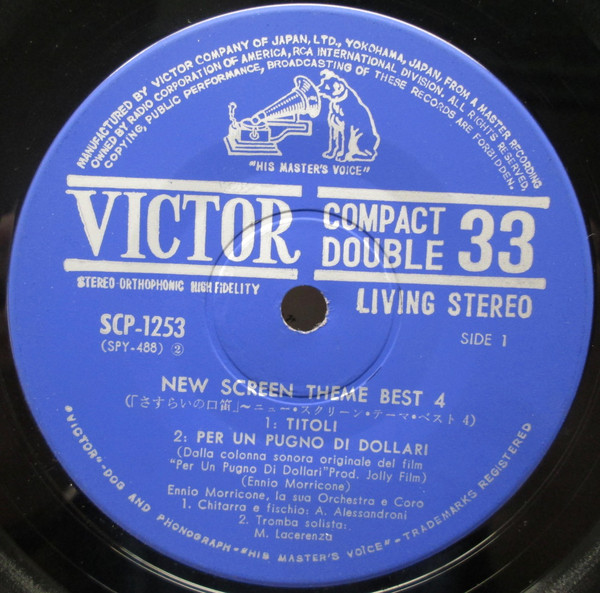 MANUFACTURED BY VICTOR COMPANY OF JAPAN, LTD., YOKOHAMA, JAPAN, FROM A MASTER RECORDING
OWNED BY RADIO CORPORATION OF AMERICA, RCA INTERNATIONAL DIVISION. ALL RIGHTS RESERVED.
COPYING, PUBLIC PERFORMANCE, BROADCASTING OF THESE RECORDS ARE FORBIDDEN.
"HIS MASTER'S VOICE"
VICTOR
COMPACT
DOUBLE 33
STEREO-ORTHOPHONIC HIGH FIDELITY
LIVING STEREO
SCP-1253
(SPY-488) ②
SIDE 1
NEW SCREEN THEME BEST 4
(「さすらいの口笛」~ニュー・スクリーン・テーマ・ベスト 4)
1: TITOLI
2: PER UN PUGNO DI DOLLARI
(Dalla colonna sonora originale del film
"Per Un Pugno Di Dollari" Prod. Jolly Film)
(Ennio Morricone)
Ennio Morricone, la sua Orchestra e Coro
1. Chitarra e fischio: A. Alessandroni
2. Tromba solista:
M. Lacerenza
"VICTOR"-DOG AND PHONOGRAPH-"HIS MASTER'S VOICE"-TRADEMARKS REGISTERED